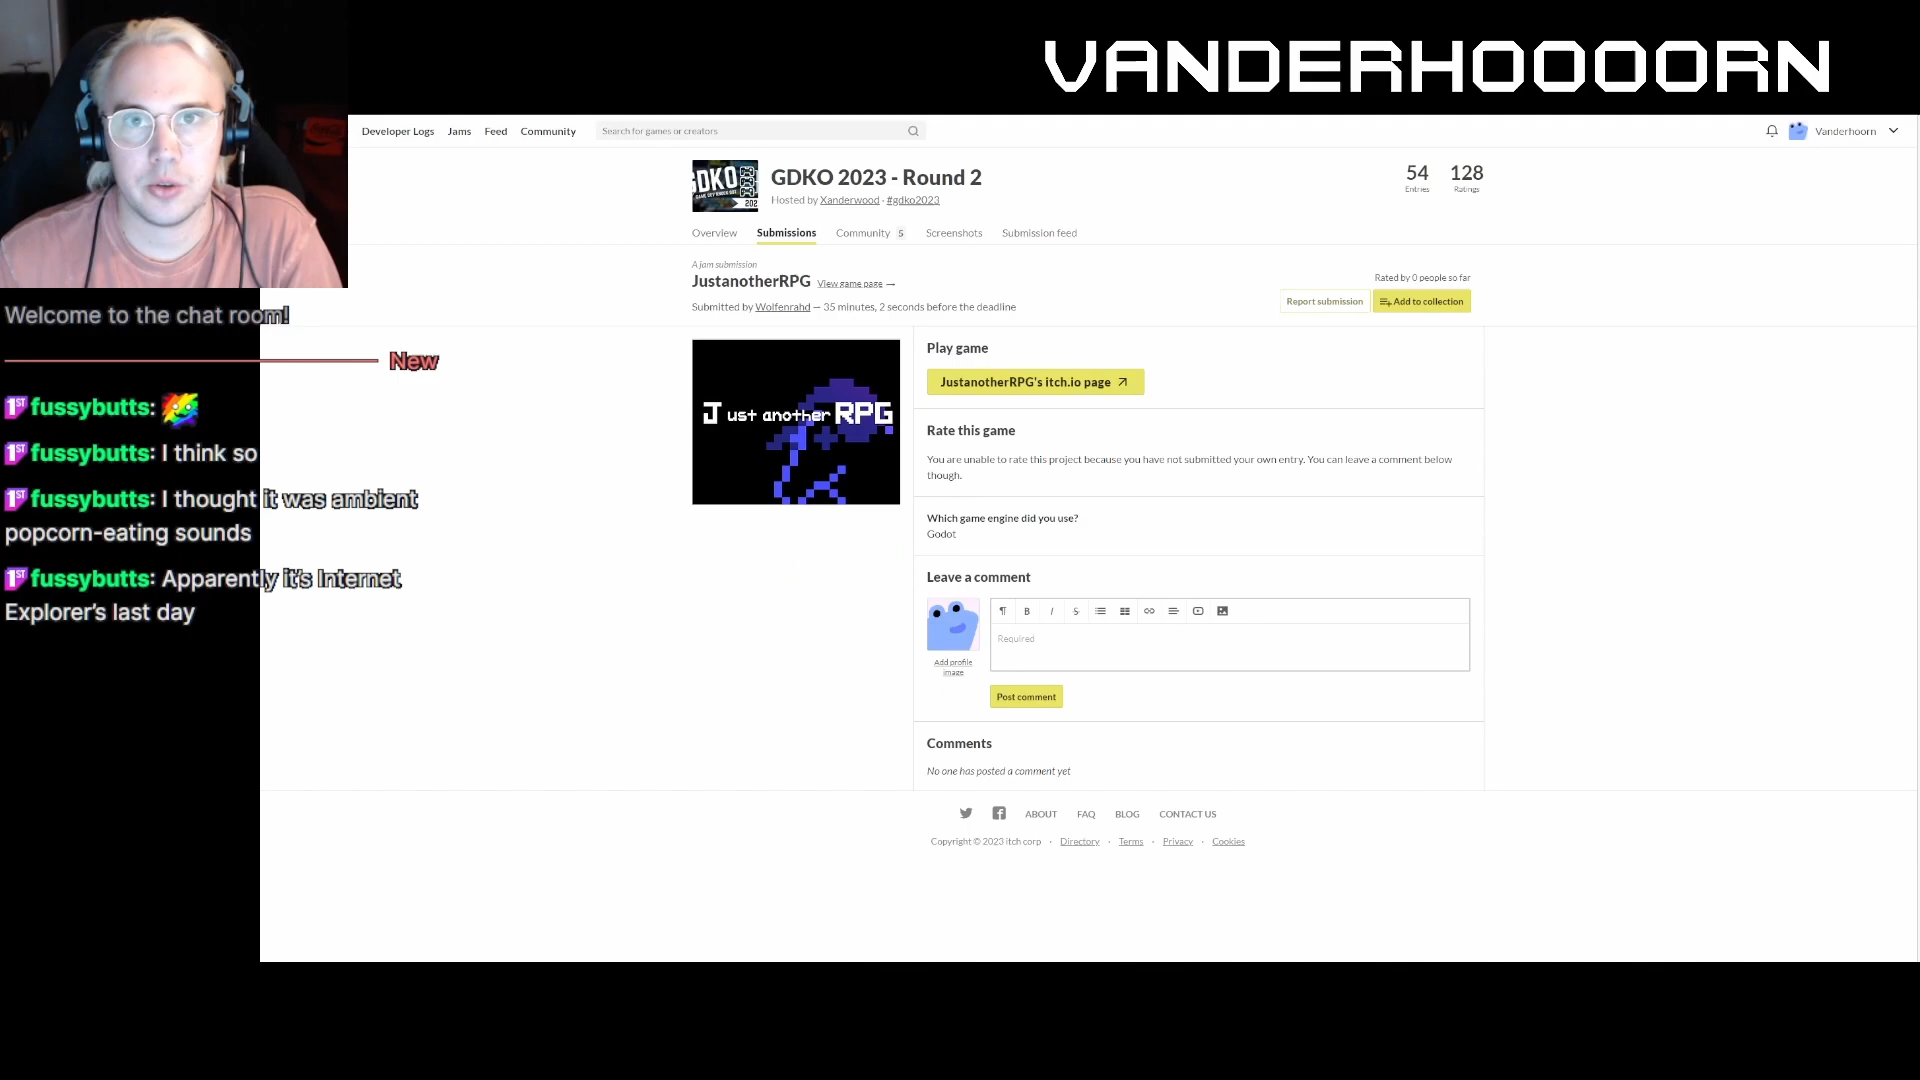 VANDERHOOOORN
Developer Logs Jams Feed Community Search for games or creators Vanderhoorn
GDKO 202
GDKO 2023 - Round 2
Hosted by Xanderwood · #gdko2023
54 Entries 128 Ratings
Overview Submissions Community 5 Screenshots Submission feed
A jam submission
JustanotherRPG View game page →
Submitted by Wolfenrahd — 35 minutes, 2 seconds before the deadline
Rated by 0 people so far
Report submission Add to collection
Welcome to the chat room!
New
1ST fussybutts:
1ST fussybutts: I think so
1ST fussybutts: I thought it was ambient
popcorn-eating sounds
1ST fussybutts: Apparently it's Internet
Explorer's last day
Just another RPG
Play game
JustanotherRPG's itch.io page
Rate this game
You are unable to rate this project because you have not submitted your own entry. You can leave a comment below
though.
Which game engine did you use?
Godot
Leave a comment
Required
Add profile
image
Post comment
Comments
No one has posted a comment yet
ABOUT FAQ BLOG CONTACT US
Copyright © 2023 itch corp · Directory · Terms · Privacy · Cookies